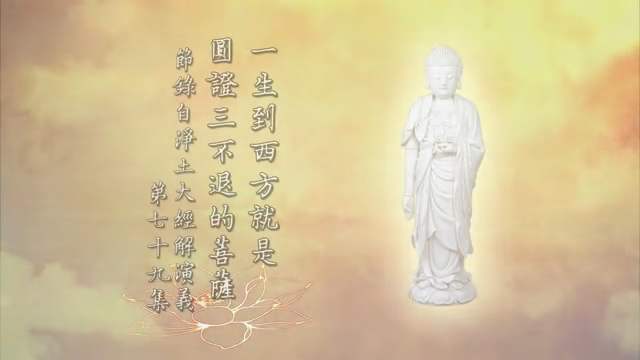 一生到西方就是
圓證三不退的菩薩
節錄自淨土大經解演義
第七十九集